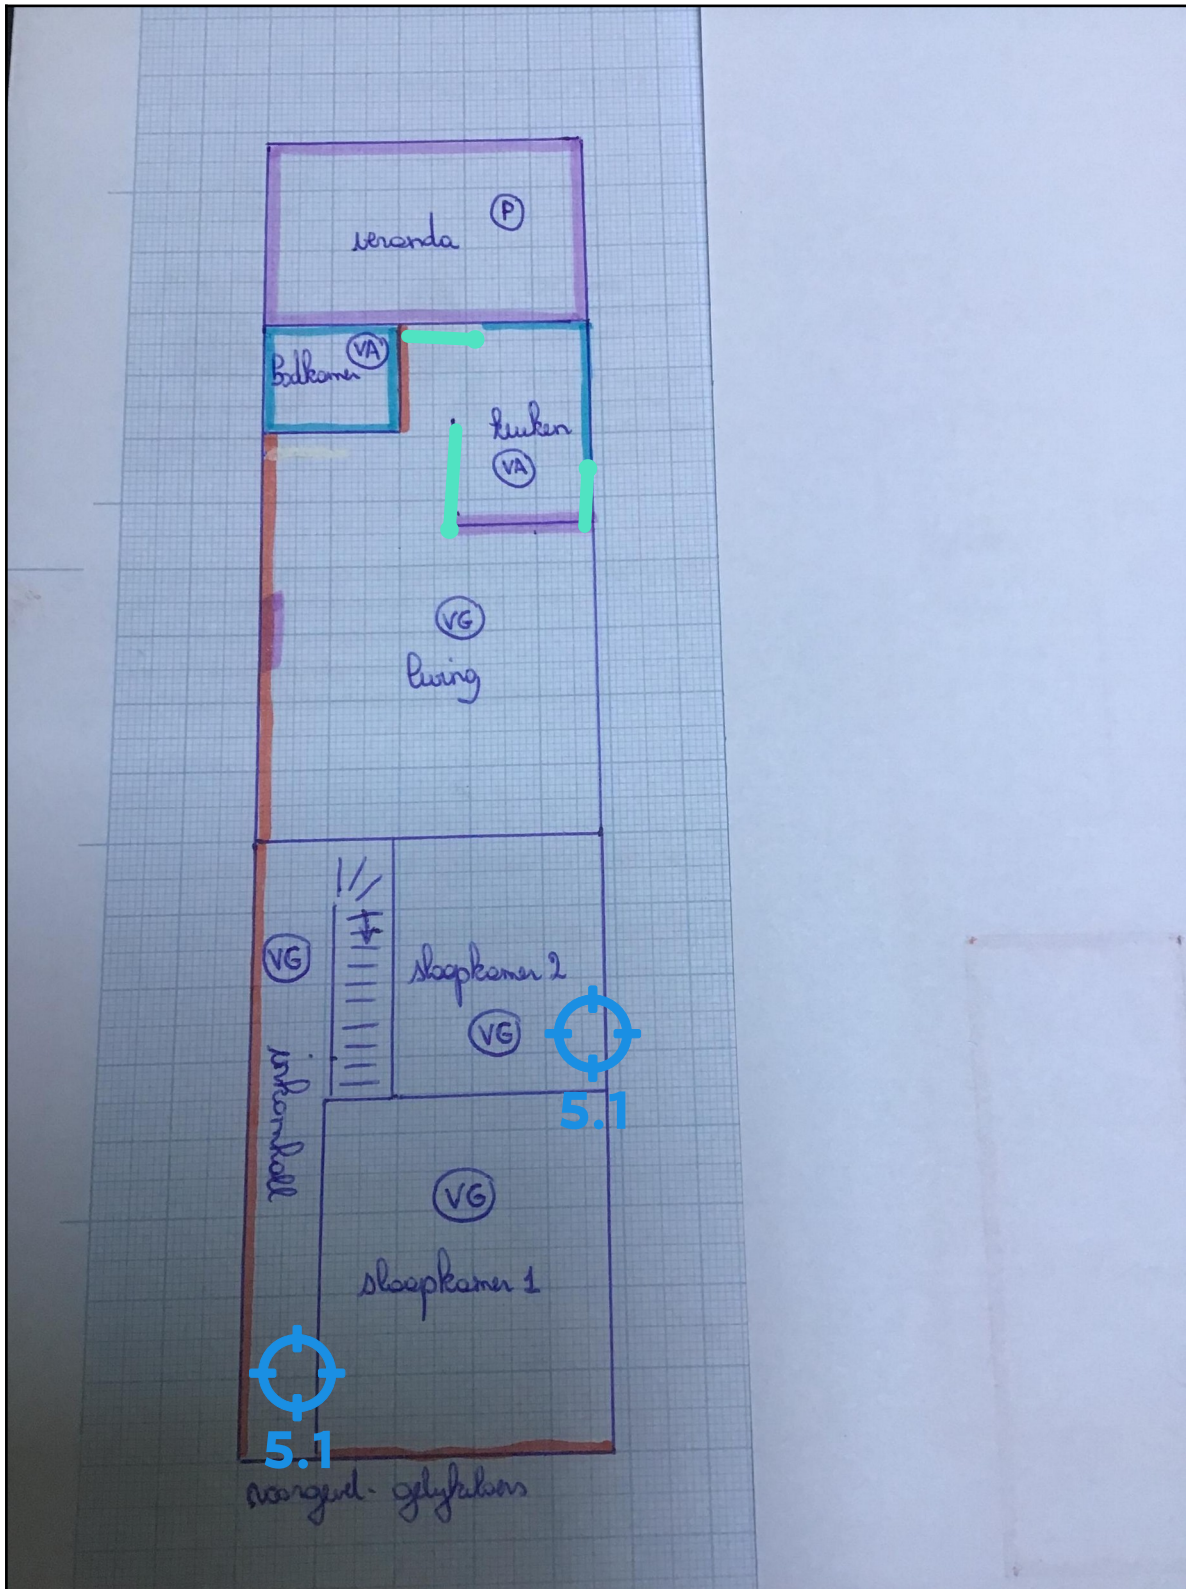 veranda
P
Badkamer
VA
keuken
VA
VG
living
VG
slaapkamer 2
VG
inkomhall
5.1
VG
slaapkamer 1
5.1
voorgevel - gelijkvloers